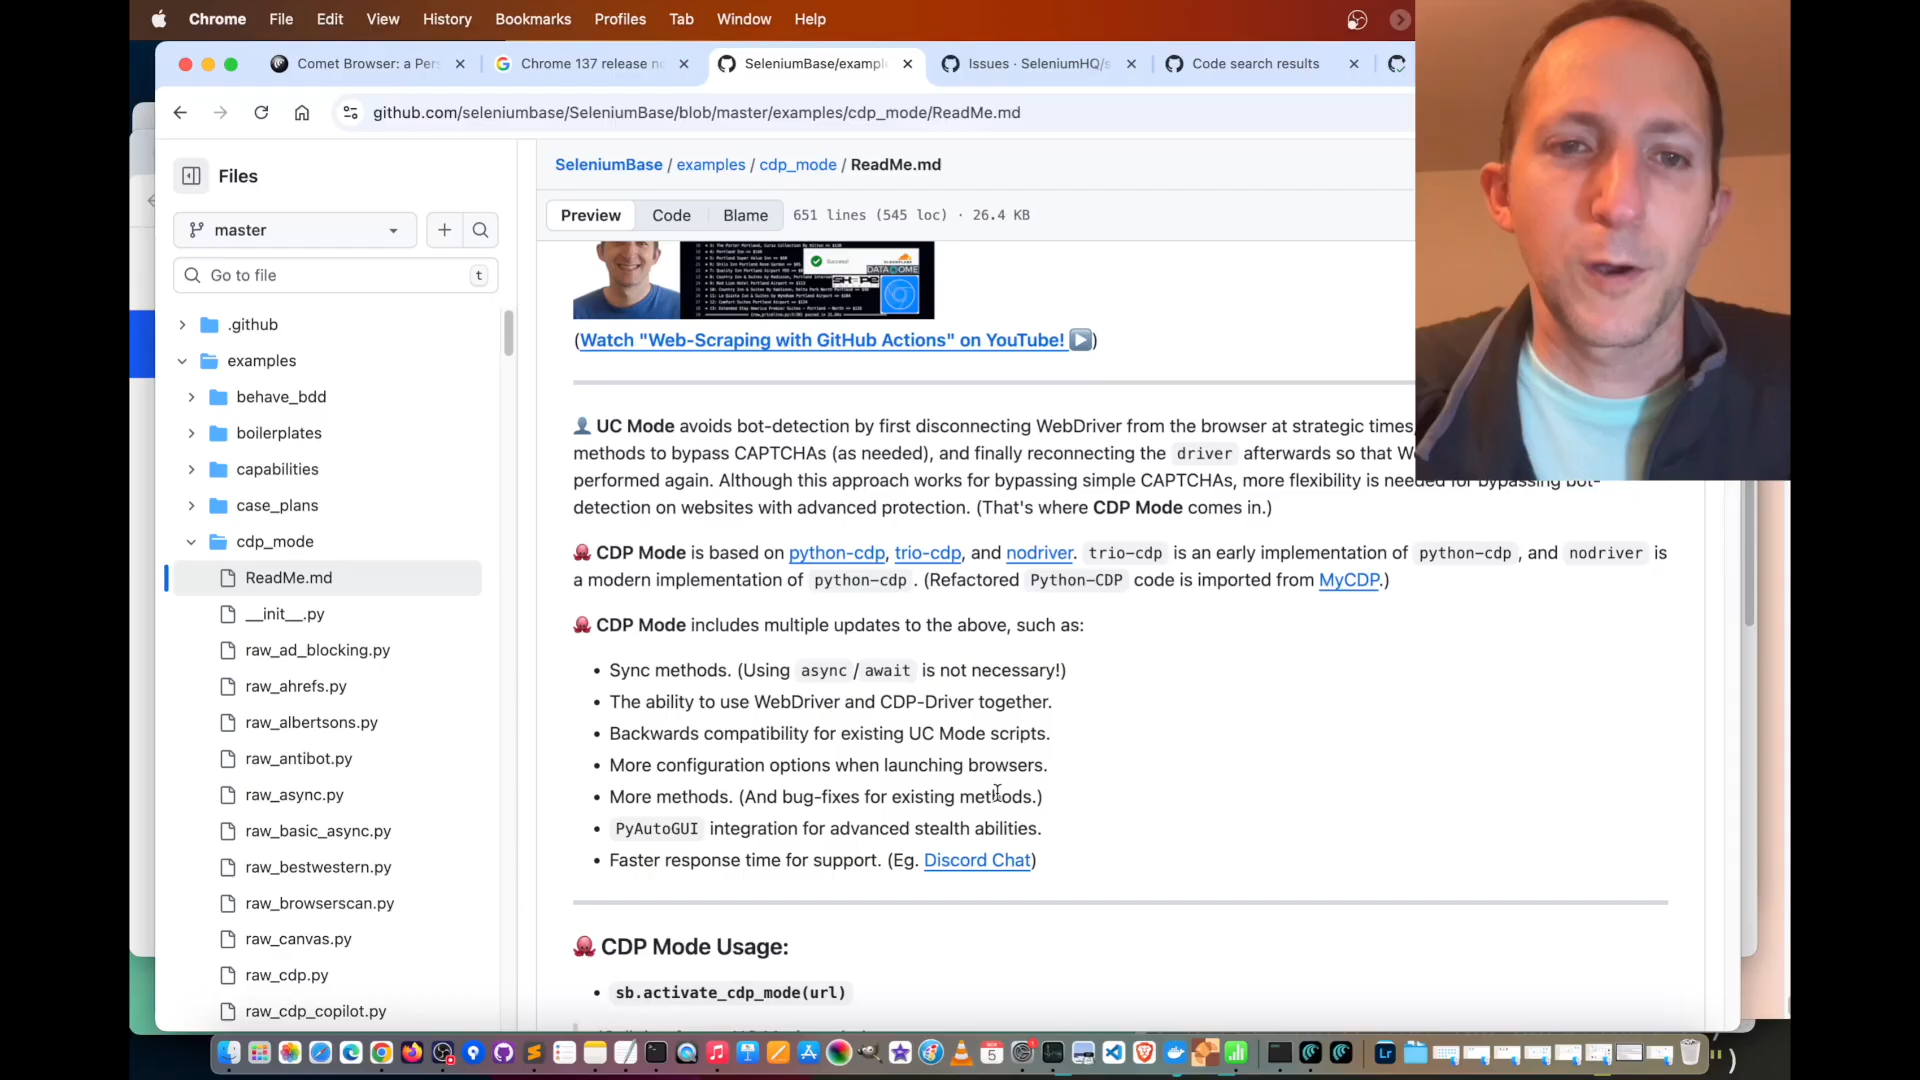 Chrome File Edit View History Bookmarks Profiles Tab Window Help
Comet Browser: a Per
Chrome 137 release no
SeleniumBase/exampl
Issues · SeleniumHQ/s
Code search results
github.com/seleniumbase/SeleniumBase/blob/master/examples/cdp_mode/ReadMe.md
Files
master
Go to file
t
.github
examples
behave_bdd
boilerplates
capabilities
case_plans
cdp_mode
ReadMe.md
__init__.py
raw_ad_blocking.py
raw_ahrefs.py
raw_albertsons.py
raw_antibot.py
raw_async.py
raw_basic_async.py
raw_bestwestern.py
raw_browserscan.py
raw_canvas.py
raw_cdp.py
raw_cdp_copilot.py
SeleniumBase / examples / cdp_mode / ReadMe.md
Preview Code Blame 651 lines (545 loc) · 26.4 KB
Success!
DATADOME
(Watch "Web-Scraping with GitHub Actions" on YouTube! ▶️)
👤 UC Mode avoids bot-detection by first disconnecting WebDriver from the browser at strategic times,
methods to bypass CAPTCHAs (as needed), and finally reconnecting the driver afterwards so that W
performed again. Although this approach works for bypassing simple CAPTCHAs, more flexibility is needed for bypassing bot-
detection on websites with advanced protection. (That's where CDP Mode comes in.)
🐙 CDP Mode is based on python-cdp, trio-cdp, and nodriver. trio-cdp is an early implementation of python-cdp, and nodriver is
a modern implementation of python-cdp. (Refactored Python-CDP code is imported from MyCDP.)
🐙 CDP Mode includes multiple updates to the above, such as:
• Sync methods. (Using async / await is not necessary!)
• The ability to use WebDriver and CDP-Driver together.
• Backwards compatibility for existing UC Mode scripts.
• More configuration options when launching browsers.
• More methods. (And bug-fixes for existing methods.)
• PyAutoGUI integration for advanced stealth abilities.
• Faster response time for support. (Eg. Discord Chat)
🐙 CDP Mode Usage:
• sb.activate_cdp_mode(url)